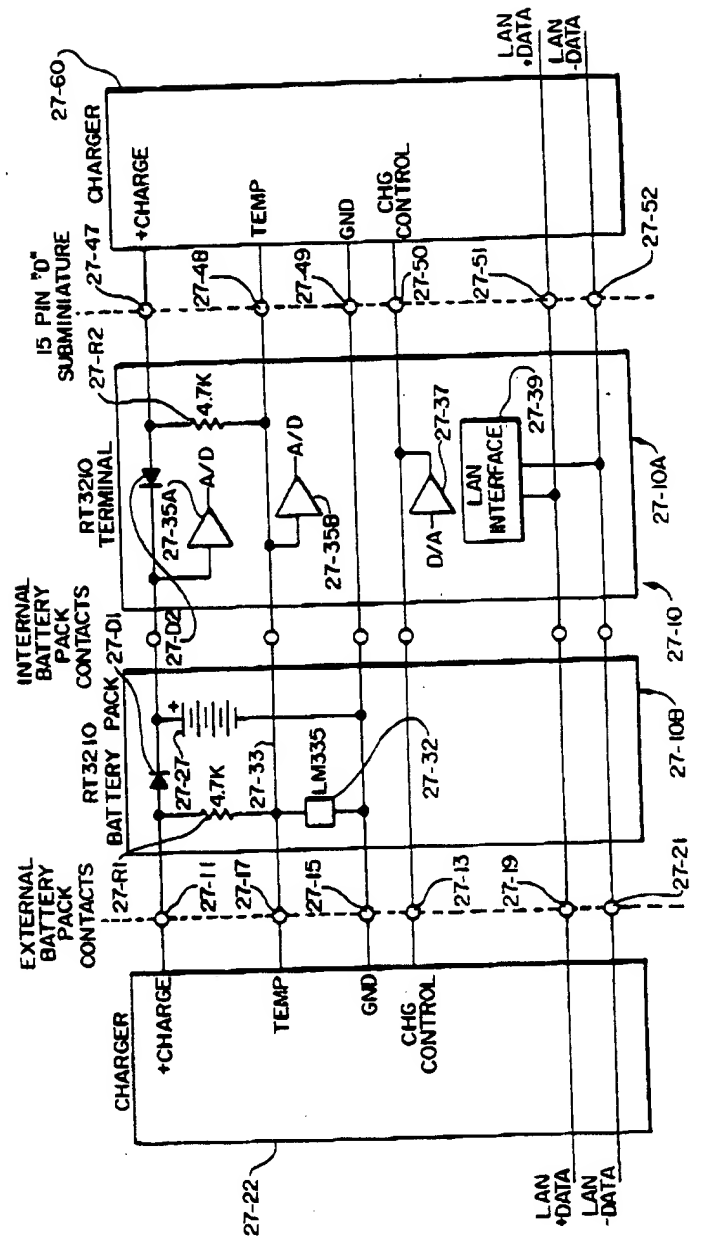 EXTERNAL
BATTERY
PACK
CONTACTS
INTERNAL
BATTERY
PACK
CONTACTS
15 PIN "D"
SUBMINIATURE
CHARGER
RT3210
BATTERY PACK
RT3210
TERMINAL
CHARGER
27-60
27-R1
27-D1
27-D2
27-R2
27-47
+CHARGE
27-11
4.7K
27-27
+
27-35A
A/D
4.7K
+CHARGE
TEMP
27-17
27-33
A/D
27-35B
27-48
TEMP
GND
27-15
LM335
27-32
27-49
GND
CHG
CONTROL
27-13
D/A
27-37
27-50
CHG
CONTROL
LAN
INTERFACE
27-39
27-19
27-51
LAN
+DATA
LAN
-DATA
27-21
27-52
LAN
+DATA
LAN
-DATA
27-22
27-10B
27-10
27-10A